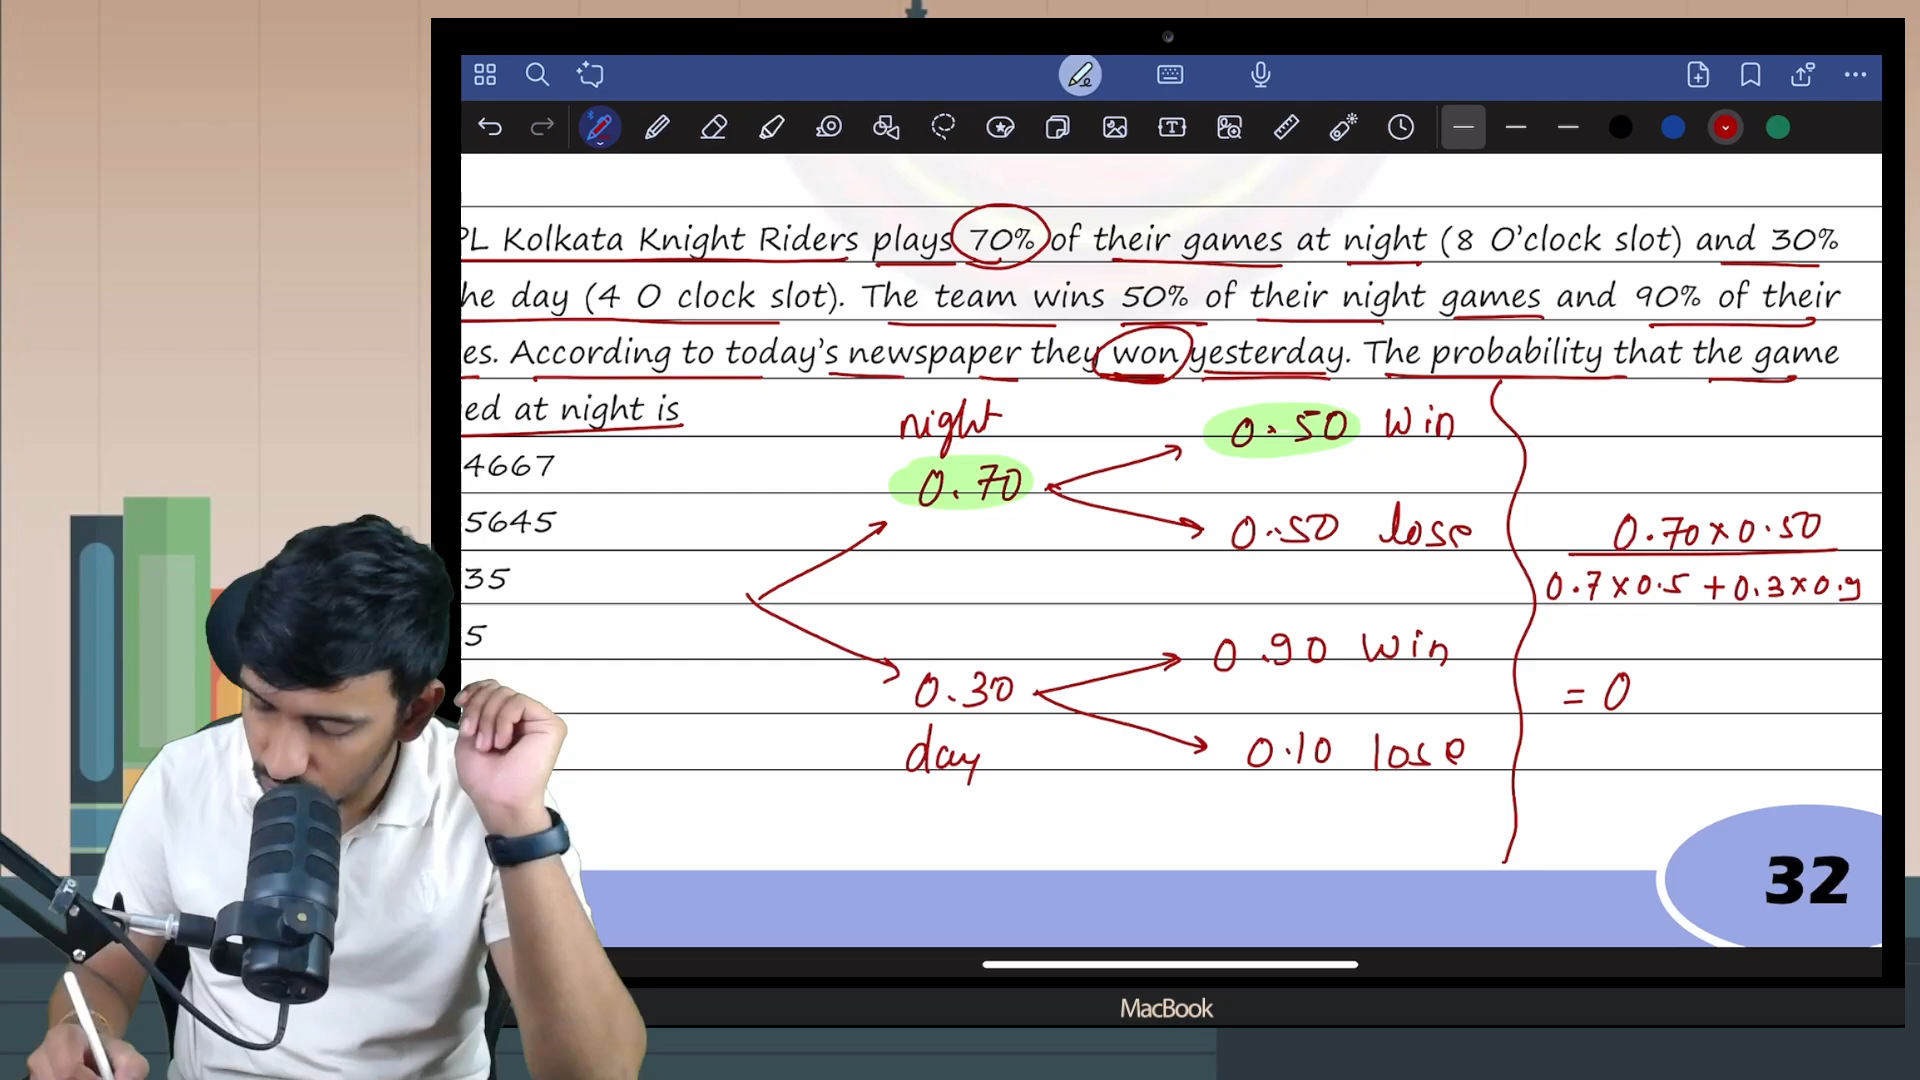 PL Kolkata Knight Riders plays 70% of their games at night (8 O'clock slot) and 30%
he day (4 O clock slot). The team wins 50% of their night games and 90% of their
es. According to today's newspaper they won yesterday. The probability that the game
ed at night is
4667
5645
35
5
night
0.70
0.50 Win
0.50 lose
0.30
day
0.90 Win
0.10 lose
0.70 x 0.50
0.7 x 0.5 + 0.3 x 0.9
= 0
32
MacBook